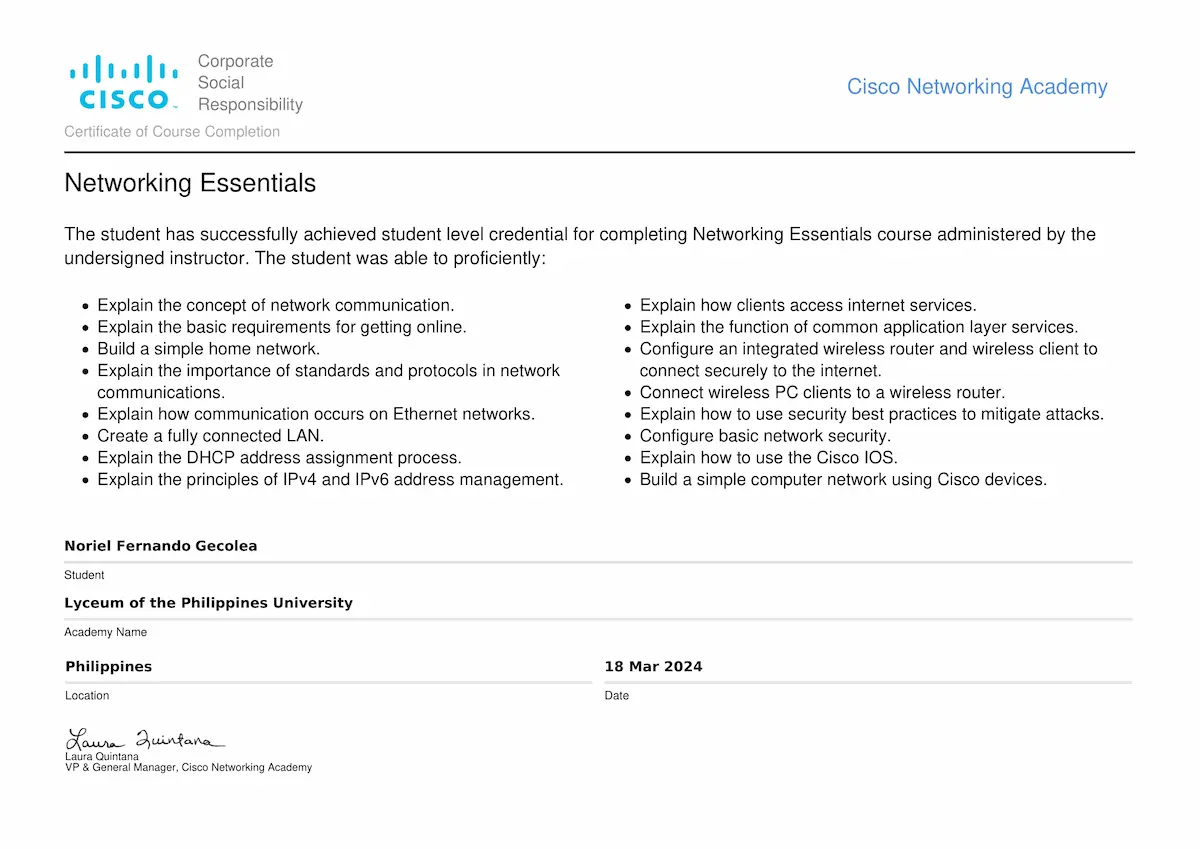 Corporate
Social
Responsibility
CISCO™
Cisco Networking Academy
Certificate of Course Completion
Networking Essentials
The student has successfully achieved student level credential for completing Networking Essentials course administered by the
undersigned instructor. The student was able to proficiently:
• Explain the concept of network communication.
• Explain the basic requirements for getting online.
• Build a simple home network.
• Explain the importance of standards and protocols in network
communications.
• Explain how communication occurs on Ethernet networks.
• Create a fully connected LAN.
• Explain the DHCP address assignment process.
• Explain the principles of IPv4 and IPv6 address management.
• Explain how clients access internet services.
• Explain the function of common application layer services.
• Configure an integrated wireless router and wireless client to
connect securely to the internet.
• Connect wireless PC clients to a wireless router.
• Explain how to use security best practices to mitigate attacks.
• Configure basic network security.
• Explain how to use the Cisco IOS.
• Build a simple computer network using Cisco devices.
Noriel Fernando Gecolea
Student
Lyceum of the Philippines University
Academy Name
Philippines
Location
18 Mar 2024
Date
Laura Quintana
Laura Quintana
VP & General Manager, Cisco Networking Academy